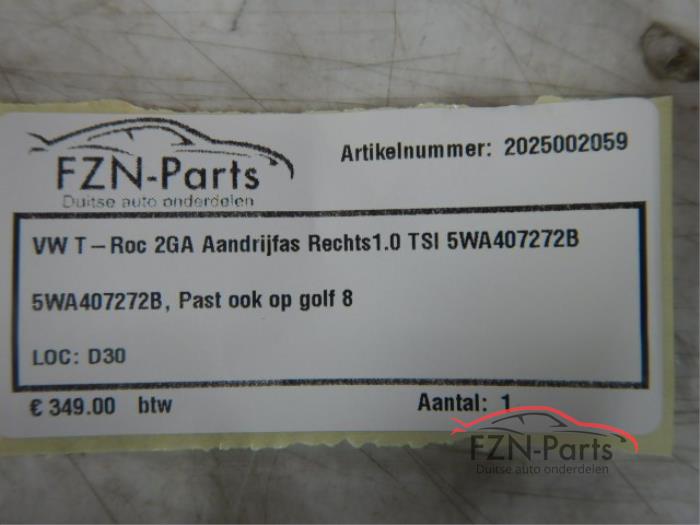 FZN-Parts
Duitse auto onderdelen
Artikelnummer: 2025002059
VW T-Roc 2GA Aandrijfas Rechts1.0 TSI 5WA407272B
5WA407272B, Past ook op golf 8
LOC: D30
€ 349.00 btw
Aantal: 1
FZN-Parts
Duitse auto onderdelen